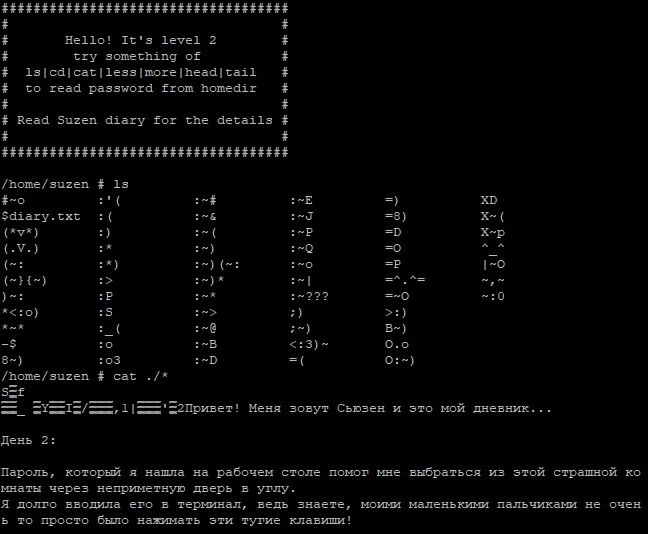 ####################################
#                                  #
#       Hello! It's level 2        #
#        try something of          #
#  ls|cd|cat|less|more|head|tail   #
#  to read password from homedir   #
#                                  #
# Read Suzen diary for the details #
#                                  #
####################################
/home/suzen # ls
#~o         :'(         :~#         :~E         =)          XD
$diary.txt  :(          :~&         :~J         =8)         X~(
(*v*)       :)          :~(         :~P         =D          X~p
(.V.)       :*          :~)         :~Q         =O          ^_^
(~:         :*)         :~)(~:      :~o         =P          |~O
(~}{~)      :>          :~)*        :~|         =^.^=       ~,~
)~:         :P          :~*         :~???       =~O         ~:0
*<:o)       :S          :~>         ;)          >:)
*~*         :_(         :~@         ;~)         B~)
-$          :o          :~B         <:3)~       O.o
8~)         :o3         :~D         =(          O:~)
/home/suzen # cat ./*
S f
_ Y I / ,1| ' 2Привет! Меня зовут Сьюзен и это мой дневник...
День 2:
Пароль, который я нашла на рабочем столе помог мне выбраться из этой страшной ко
мнаты через неприметную дверь в углу.
Я долго вводила его в терминал, ведь знаете, моими маленькими пальчиками не очен
ь то просто было нажимать эти тугие клавиши!